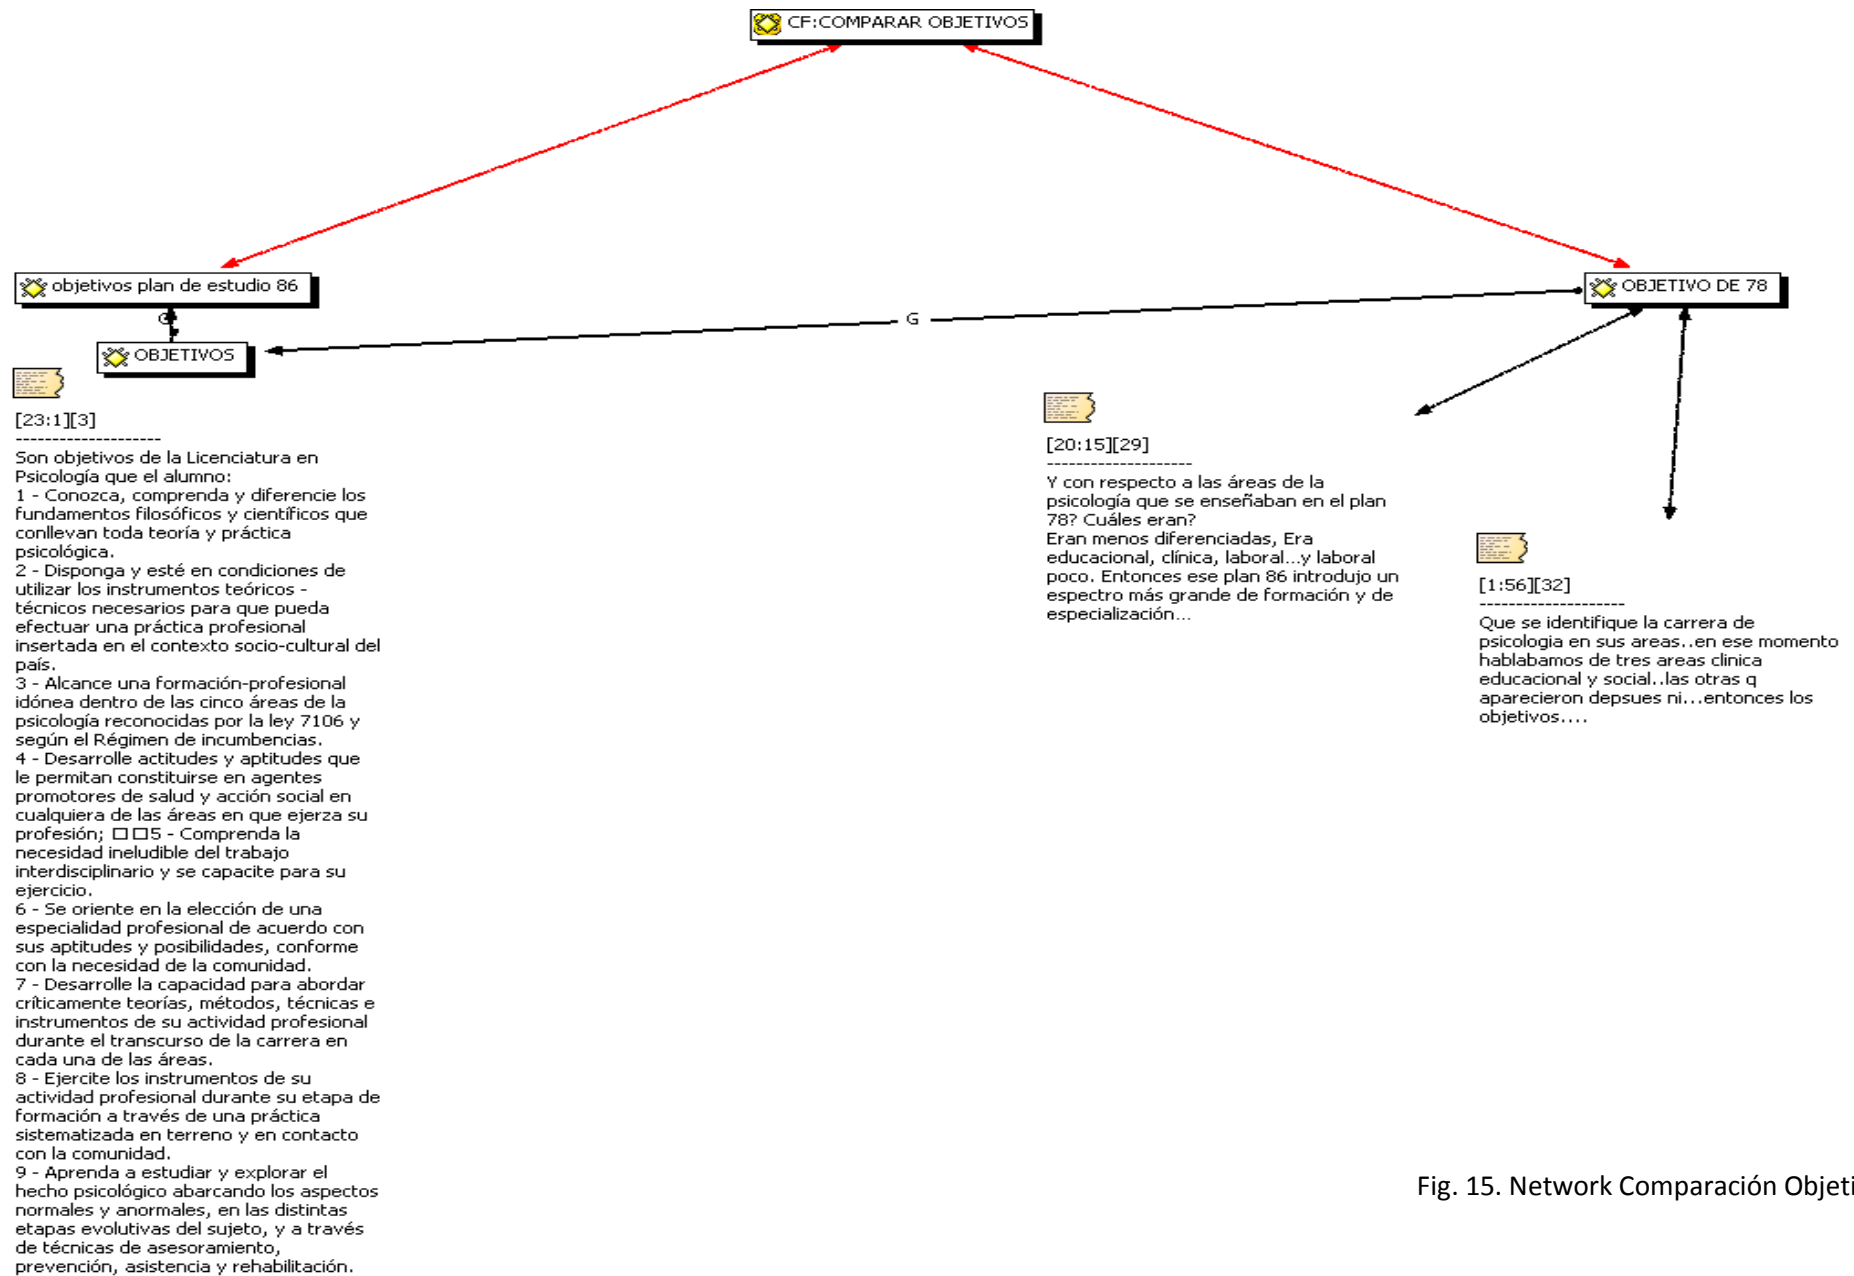 CF:COMPARAR OBJETIVOS
objetivos plan de estudio 86
OBJETIVO DE 78
G
G
OBJETIVOS
[23:1][3]
--------------------
Son objetivos de la Licenciatura en
Psicología que el alumno:
1 - Conozca, comprenda y diferencie los
fundamentos filosóficos y científicos que
conllevan toda teoría y práctica
psicológica.
2 - Disponga y esté en condiciones de
utilizar los instrumentos teóricos -
técnicos necesarios para que pueda
efectuar una práctica profesional
insertada en el contexto socio-cultural del
país.
3 - Alcance una formación-profesional
idónea dentro de las cinco áreas de la
psicología reconocidas por la ley 7106 y
según el Régimen de incumbencias.
4 - Desarrolle actitudes y aptitudes que
le permitan constituirse en agentes
promotores de salud y acción social en
cualquiera de las áreas en que ejerza su
profesión; □□5 - Comprenda la
necesidad ineludible del trabajo
interdisciplinario y se capacite para su
ejercicio.
6 - Se oriente en la elección de una
especialidad profesional de acuerdo con
sus aptitudes y posibilidades, conforme
con la necesidad de la comunidad.
7 - Desarrolle la capacidad para abordar
críticamente teorías, métodos, técnicas e
instrumentos de su actividad profesional
durante el transcurso de la carrera en
cada una de las áreas.
8 - Ejercite los instrumentos de su
actividad profesional durante su etapa de
formación a través de una práctica
sistematizada en terreno y en contacto
con la comunidad.
9 - Aprenda a estudiar y explorar el
hecho psicológico abarcando los aspectos
normales y anormales, en las distintas
etapas evolutivas del sujeto, y a través
de técnicas de asesoramiento,
prevención, asistencia y rehabilitación.
[20:15][29]
--------------------
Y con respecto a las áreas de la
psicología que se enseñaban en el plan
78? Cuáles eran?
Eran menos diferenciadas, Era
educacional, clínica, laboral...y laboral
poco. Entonces ese plan 86 introdujo un
espectro más grande de formación y de
especialización...
[1:56][32]
--------------------
Que se identifique la carrera de
psicologia en sus areas..en ese momento
hablabamos de tres areas clinica
educacional y social..las otras q
aparecieron depsues ni...entonces los
objetivos....
Fig. 15. Network Comparación Objeti